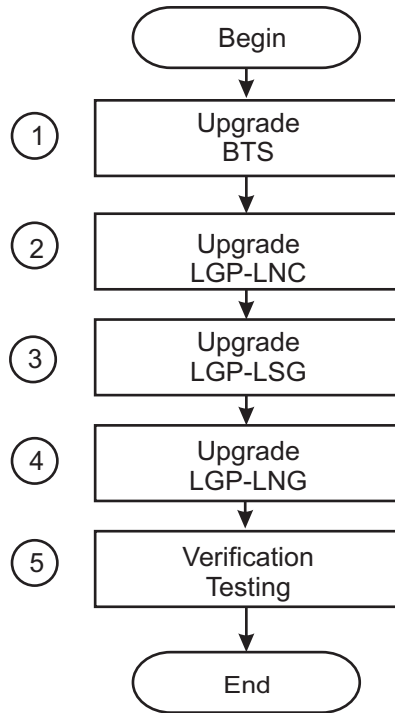 Begin
1
Upgrade
BTS
2
Upgrade
LGP-LNC
3
Upgrade
LGP-LSG
4
Upgrade
LGP-LNG
5
Verification
Testing
End